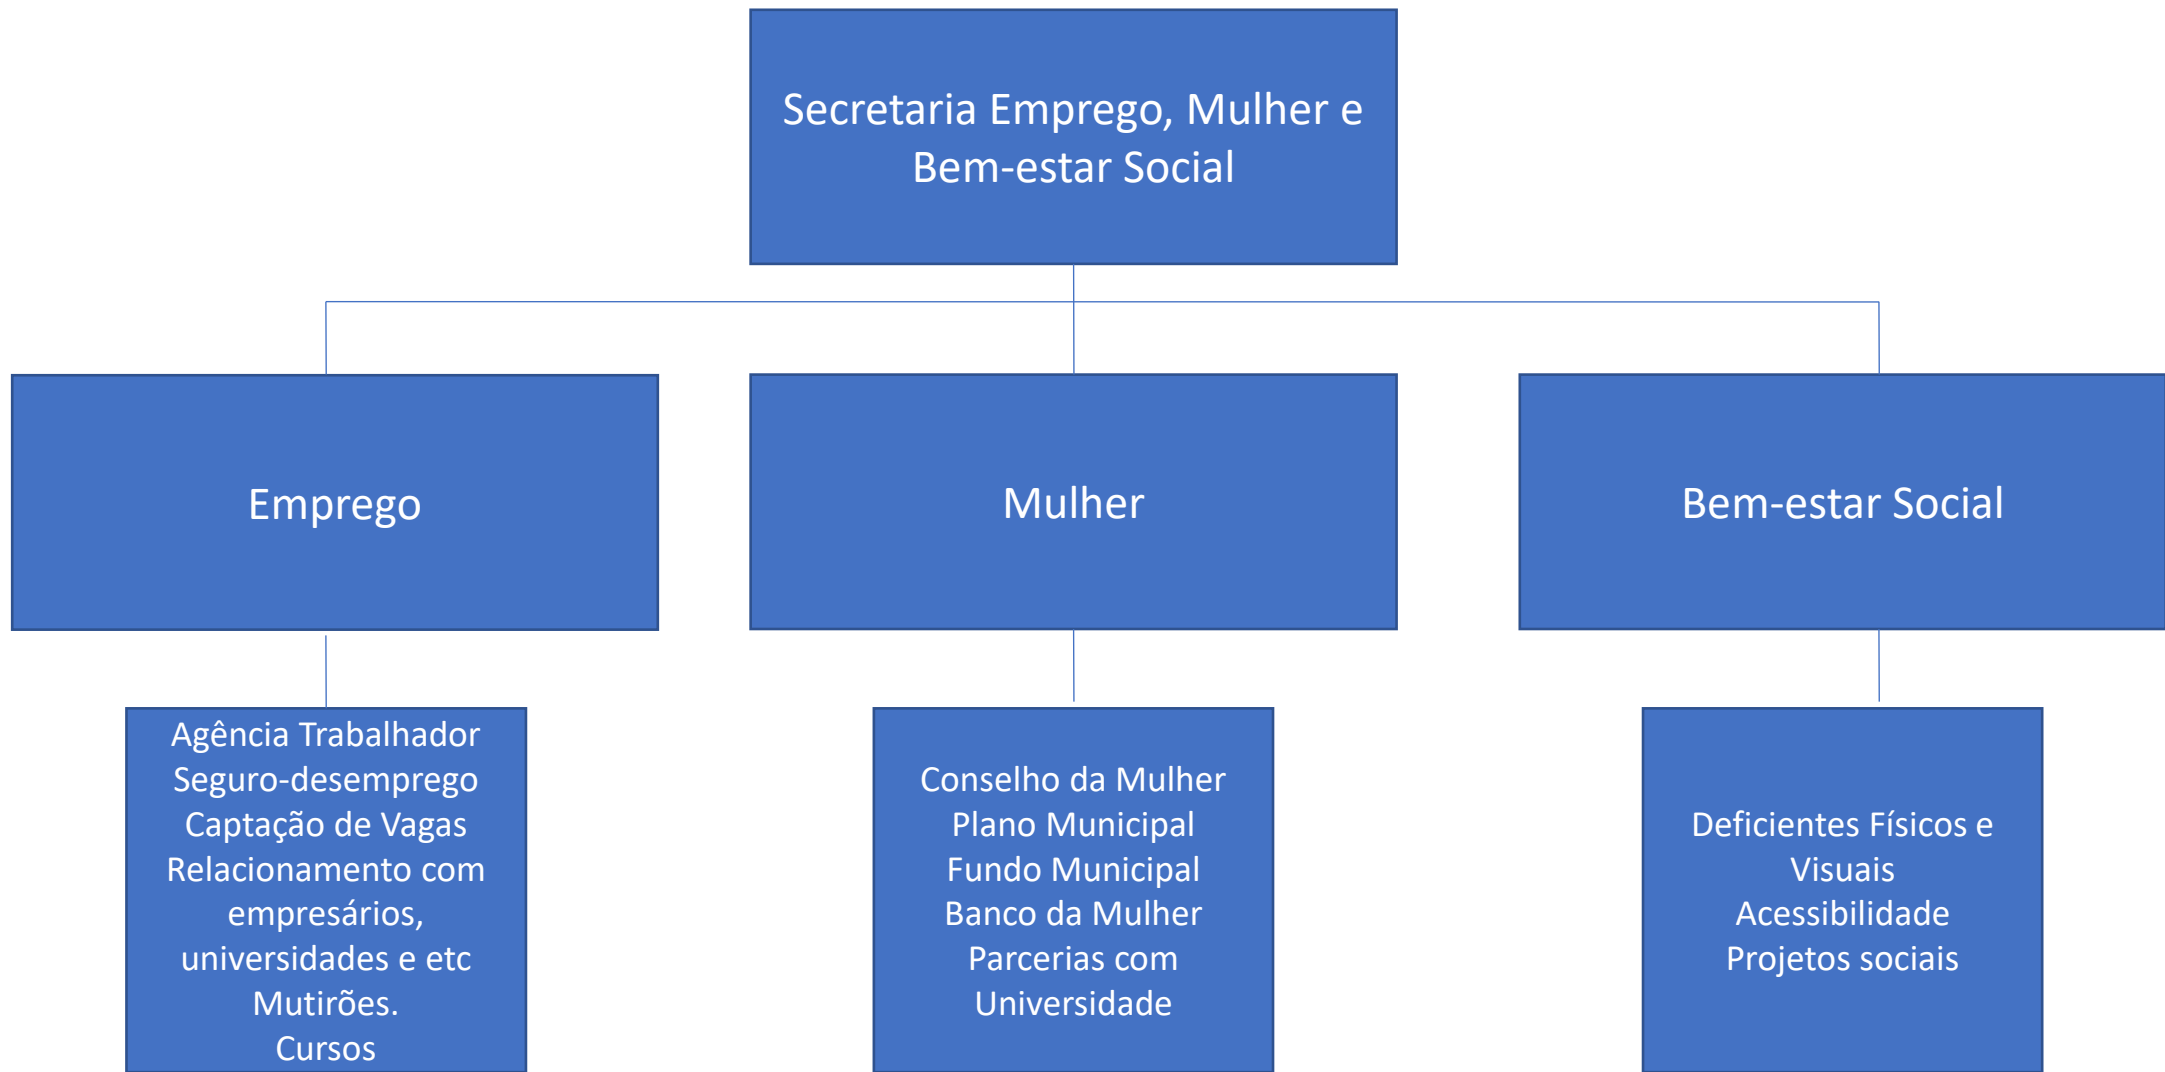 Secretaria Emprego, Mulher e
Bem-estar Social
Emprego
Mulher
Bem-estar Social
Agência Trabalhador
Seguro-desemprego
Captação de Vagas
Relacionamento com
empresários,
universidades e etc
Mutirões.
Cursos
Conselho da Mulher
Plano Municipal
Fundo Municipal
Banco da Mulher
Parcerias com
Universidade
Deficientes Físicos e
Visuais
Acessibilidade
Projetos sociais